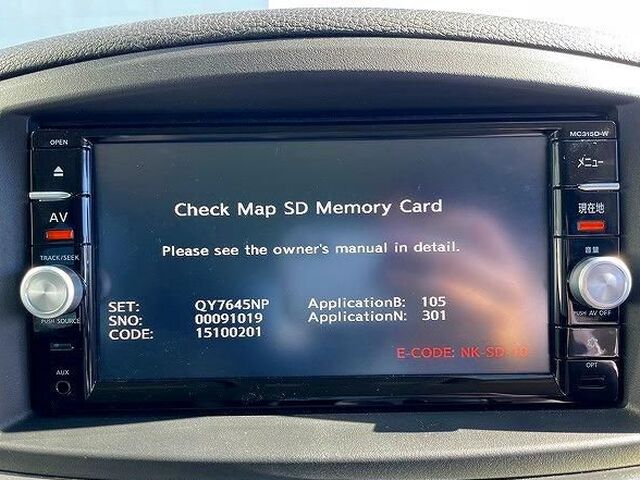 OPEN
MC315D-W
メニュー
AV
現在地
TRACK/SEEK
音量
PUSH SOURCE
PUSH AV OFF
AUX
OPT
Check Map SD Memory Card
Please see the owner's manual in detail.
SET: QY7645NP ApplicationB: 105
SNO: 00091019 ApplicationN: 301
CODE: 15100201
E-CODE: NK-SD-